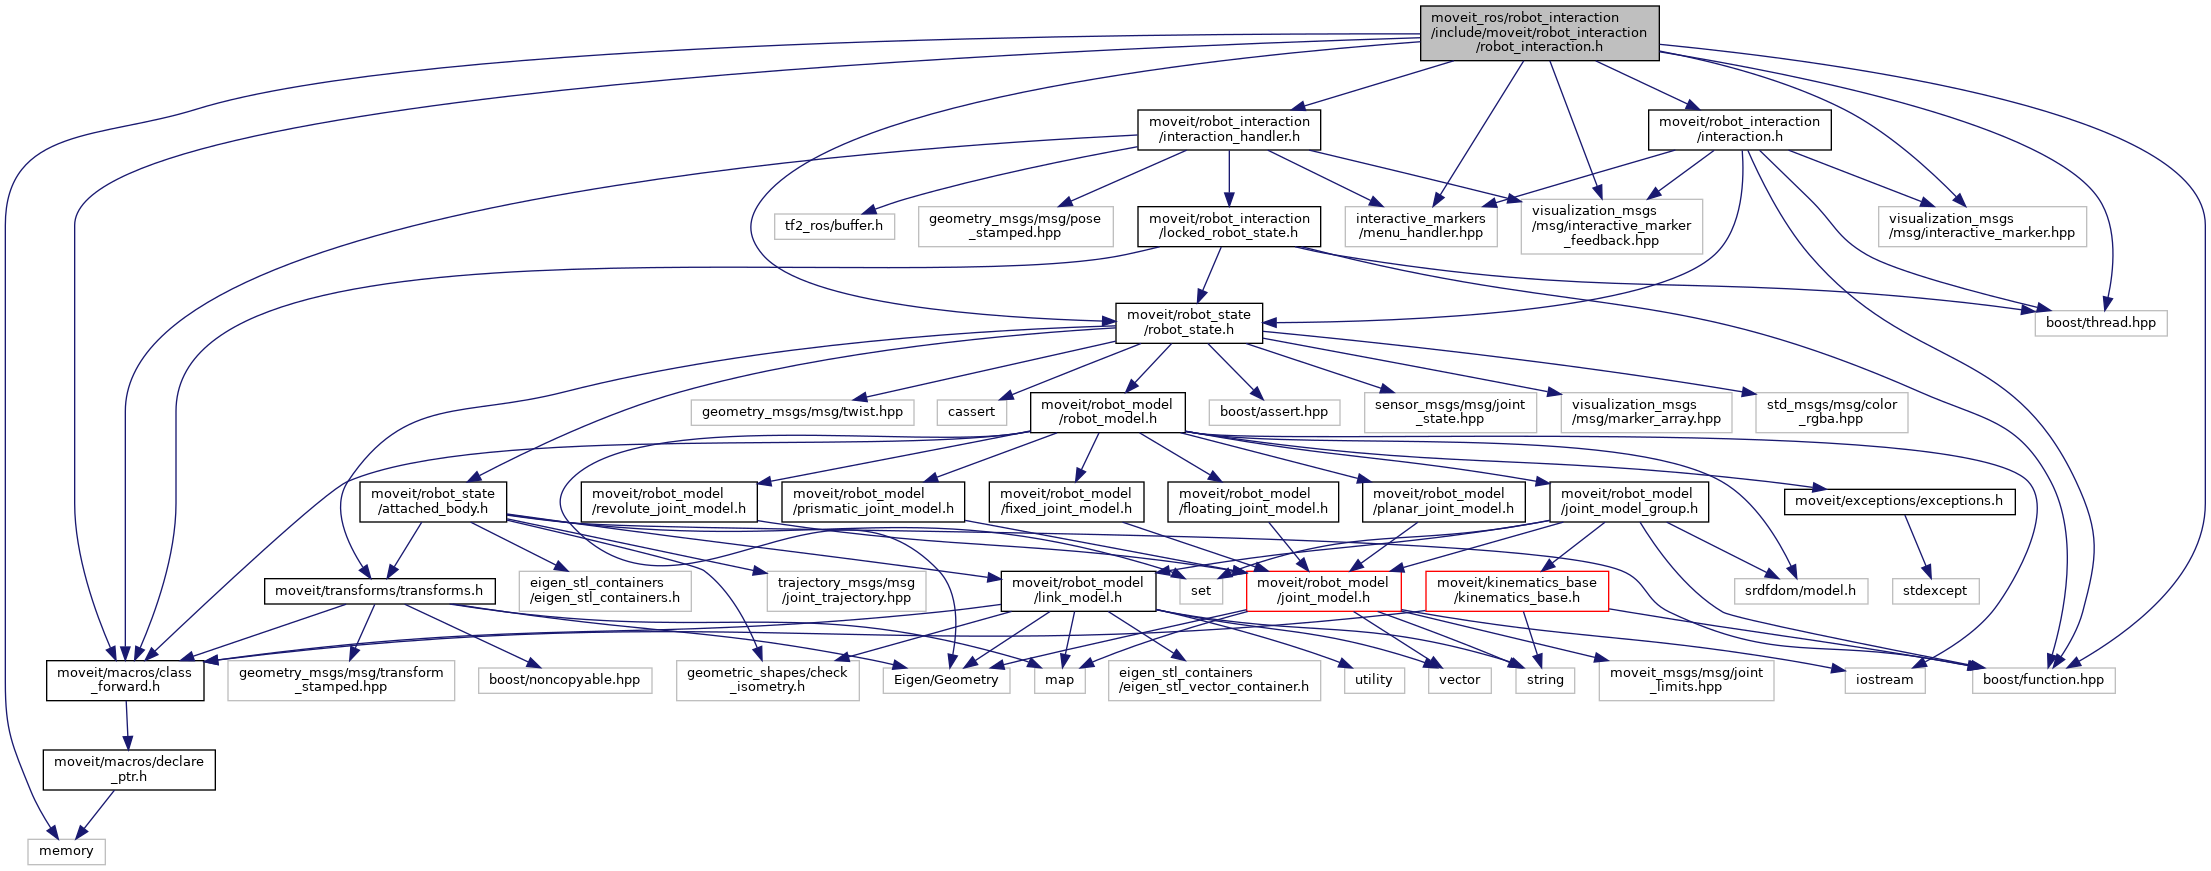 moveit_ros/robot_interaction
/include/moveit/robot_interaction
/robot_interaction.h
moveit/robot_interaction
/interaction_handler.h
moveit/robot_interaction
/interaction.h
tf2_ros/buffer.h
geometry_msgs/msg/pose
_stamped.hpp
moveit/robot_interaction
/locked_robot_state.h
interactive_markers
/menu_handler.hpp
visualization_msgs
/msg/interactive_marker
_feedback.hpp
visualization_msgs
/msg/interactive_marker.hpp
moveit/robot_state
/robot_state.h
boost/thread.hpp
geometry_msgs/msg/twist.hpp
cassert
moveit/robot_model
/robot_model.h
boost/assert.hpp
sensor_msgs/msg/joint
_state.hpp
visualization_msgs
/msg/marker_array.hpp
std_msgs/msg/color
_rgba.hpp
moveit/robot_state
/attached_body.h
moveit/robot_model
/revolute_joint_model.h
moveit/robot_model
/prismatic_joint_model.h
moveit/robot_model
/fixed_joint_model.h
moveit/robot_model
/floating_joint_model.h
moveit/robot_model
/planar_joint_model.h
moveit/robot_model
/joint_model_group.h
moveit/exceptions/exceptions.h
moveit/transforms/transforms.h
eigen_stl_containers
/eigen_stl_containers.h
trajectory_msgs/msg
/joint_trajectory.hpp
moveit/robot_model
/link_model.h
set
moveit/robot_model
/joint_model.h
moveit/kinematics_base
/kinematics_base.h
srdfdom/model.h
stdexcept
moveit/macros/class
_forward.h
geometry_msgs/msg/transform
_stamped.hpp
boost/noncopyable.hpp
geometric_shapes/check
_isometry.h
Eigen/Geometry
map
eigen_stl_containers
/eigen_stl_vector_container.h
utility
vector
string
moveit_msgs/msg/joint
_limits.hpp
iostream
boost/function.hpp
moveit/macros/declare
_ptr.h
memory